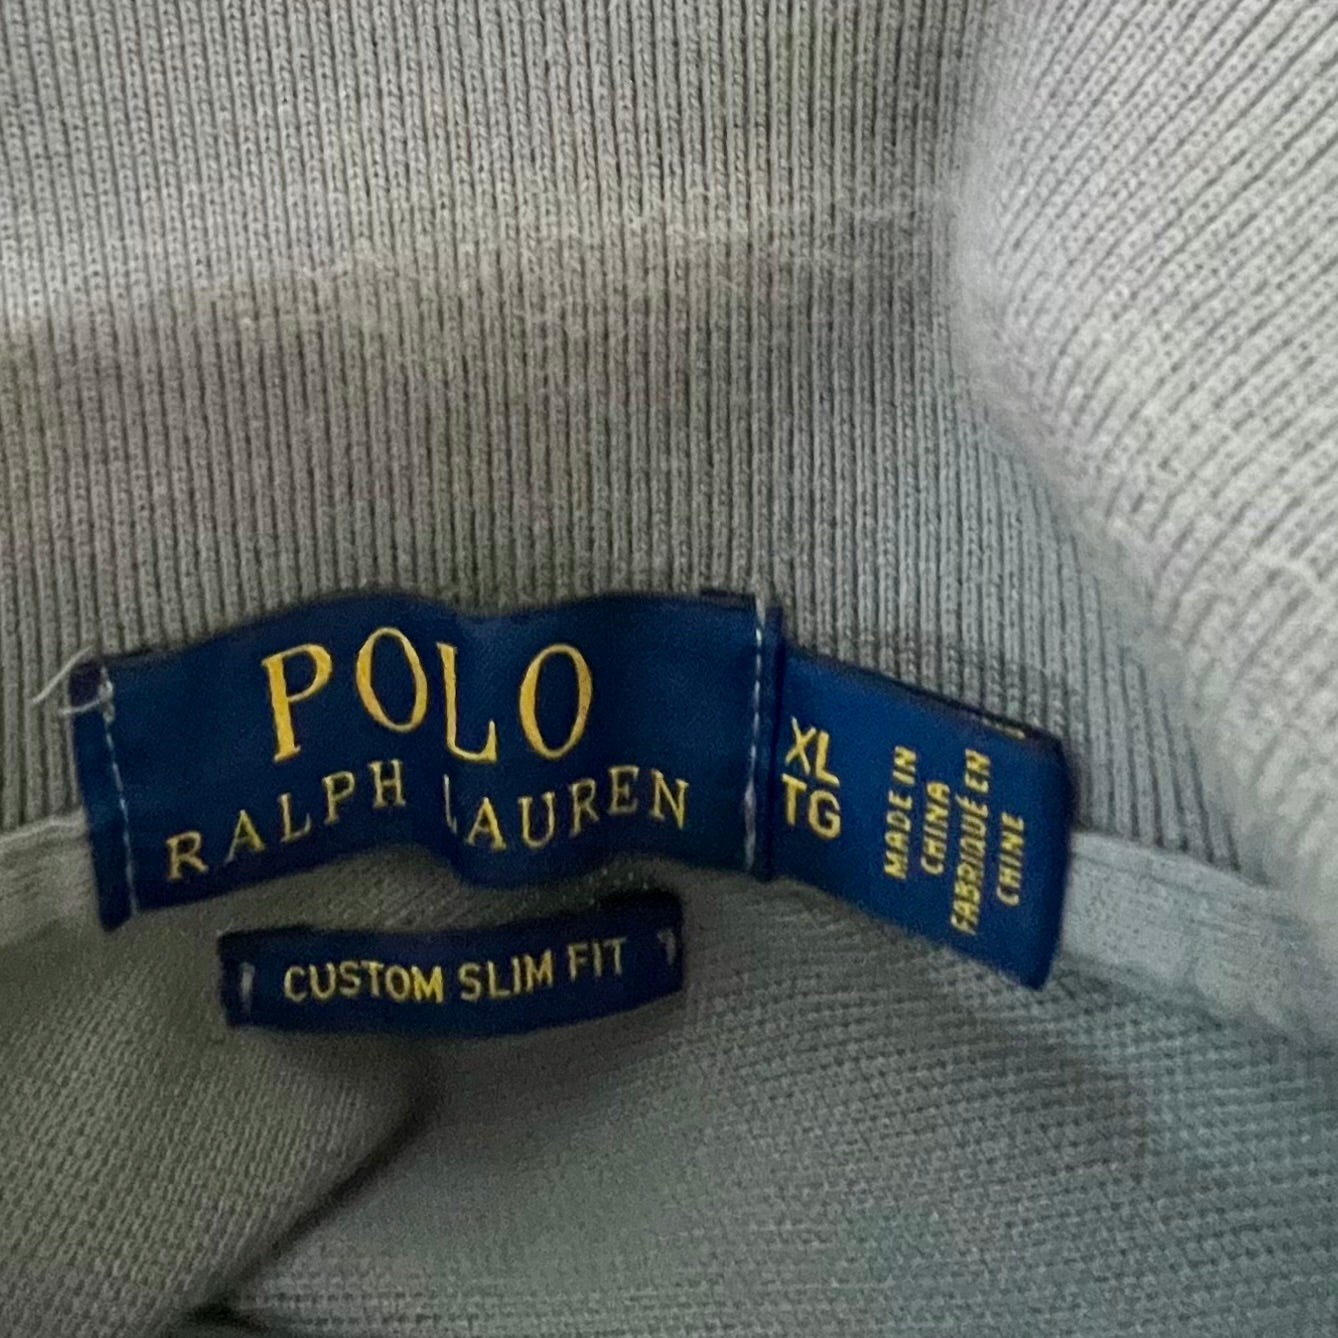 POLO
RALPH LAUREN
CUSTOM SLIM FIT
XL
TG
MADE IN
CHINA
FABRIQUÉ EN
CHINE